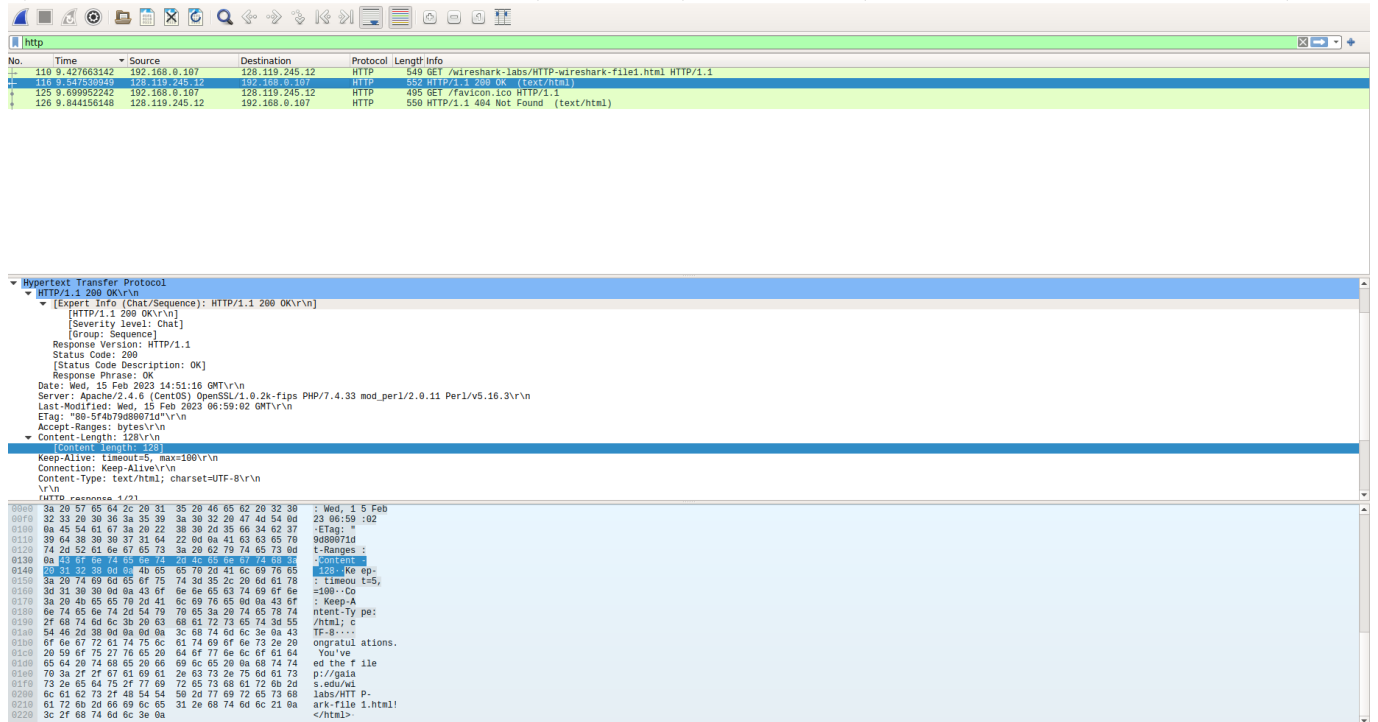 http
No. Time Source Destination Protocol Length Info
110 9.427663142 192.168.0.107 128.119.245.12 HTTP 549 GET /wireshark-labs/HTTP-wireshark-file1.html HTTP/1.1
116 9.547530949 128.119.245.12 192.168.0.107 HTTP 552 HTTP/1.1 200 OK (text/html)
125 9.699952242 192.168.0.107 128.119.245.12 HTTP 495 GET /favicon.ico HTTP/1.1
126 9.844156148 128.119.245.12 192.168.0.107 HTTP 550 HTTP/1.1 404 Not Found (text/html)
Hypertext Transfer Protocol
HTTP/1.1 200 OK\r\n
[Expert Info (Chat/Sequence): HTTP/1.1 200 OK\r\n]
[HTTP/1.1 200 OK\r\n]
[Severity level: Chat]
[Group: Sequence]
Response Version: HTTP/1.1
Status Code: 200
[Status Code Description: OK]
Response Phrase: OK
Date: Wed, 15 Feb 2023 14:51:16 GMT\r\n
Server: Apache/2.4.6 (CentOS) OpenSSL/1.0.2k-fips PHP/7.4.33 mod_perl/2.0.11 Perl/v5.16.3\r\n
Last-Modified: Wed, 15 Feb 2023 06:59:02 GMT\r\n
ETag: "80-5f4b79d80071d"\r\n
Accept-Ranges: bytes\r\n
Content-Length: 128\r\n
[Content length: 128]
Keep-Alive: timeout=5, max=100\r\n
Connection: Keep-Alive\r\n
Content-Type: text/html; charset=UTF-8\r\n
\r\n
[HTTP response 1/2]
00e0 3a 20 57 65 64 2c 20 31 35 20 46 65 62 20 32 30 : Wed, 1 5 Feb
00f0 32 33 20 30 36 3a 35 39 3a 30 32 20 47 4d 54 0d 23 06:59 :02
0100 0a 45 54 61 67 3a 20 22 38 30 2d 35 66 34 62 37 ·ETag: "
0110 39 64 38 30 30 37 31 64 22 0d 0a 41 63 63 65 70 9d80071d
0120 74 2d 52 61 6e 67 65 73 3a 20 62 79 74 65 73 0d t-Ranges :
0130 0a 43 6f 6e 74 65 6e 74 2d 4c 65 6e 67 74 68 3a ·Content -
0140 20 31 32 38 0d 0a 4b 65 65 70 2d 41 6c 69 76 65 128··Ke ep-
0150 3a 20 74 69 6d 65 6f 75 74 3d 35 2c 20 6d 61 78 : timeou t=5,
0160 3d 31 30 30 0d 0a 43 6f 6e 6e 65 63 74 69 6f 6e =100··Co
0170 3a 20 4b 65 65 70 2d 41 6c 69 76 65 0d 0a 43 6f : Keep-A
0180 6e 74 65 6e 74 2d 54 79 70 65 3a 20 74 65 78 74 ntent-Ty pe:
0190 2f 68 74 6d 6c 3b 20 63 68 61 72 73 65 74 3d 55 /html; c
01a0 54 46 2d 38 0d 0a 0d 0a 3c 68 74 6d 6c 3e 0a 43 TF-8····
01b0 6f 6e 67 72 61 74 75 6c 61 74 69 6f 6e 73 2e 20 ongratul ations.
01c0 20 59 6f 75 27 76 65 20 64 6f 77 6e 6c 6f 61 64 You've
01d0 65 64 20 74 68 65 20 66 69 6c 65 20 0a 68 74 74 ed the f ile
01e0 70 3a 2f 2f 67 61 69 61 2e 63 73 2e 75 6d 61 73 p://gaia
01f0 73 2e 65 64 75 2f 77 69 72 65 73 68 61 72 6b 2d s.edu/wi
0200 6c 61 62 73 2f 48 54 54 50 2d 77 69 72 65 73 68 labs/HTT P-
0210 61 72 6b 2d 66 69 6c 65 31 2e 68 74 6d 6c 21 0a ark-file 1.html!
0220 3c 2f 68 74 6d 6c 3e 0a </html>·